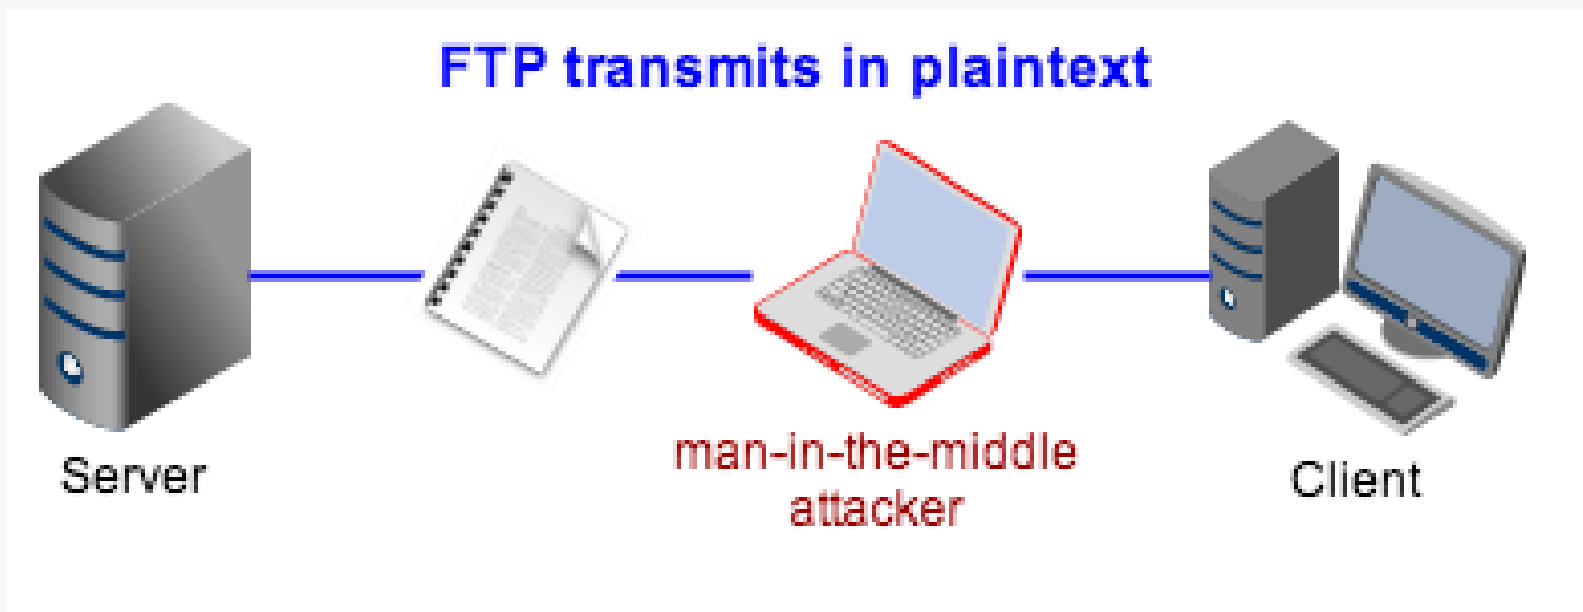 FTP transmits in plaintext
Server
man-in-the-middle
attacker
Client